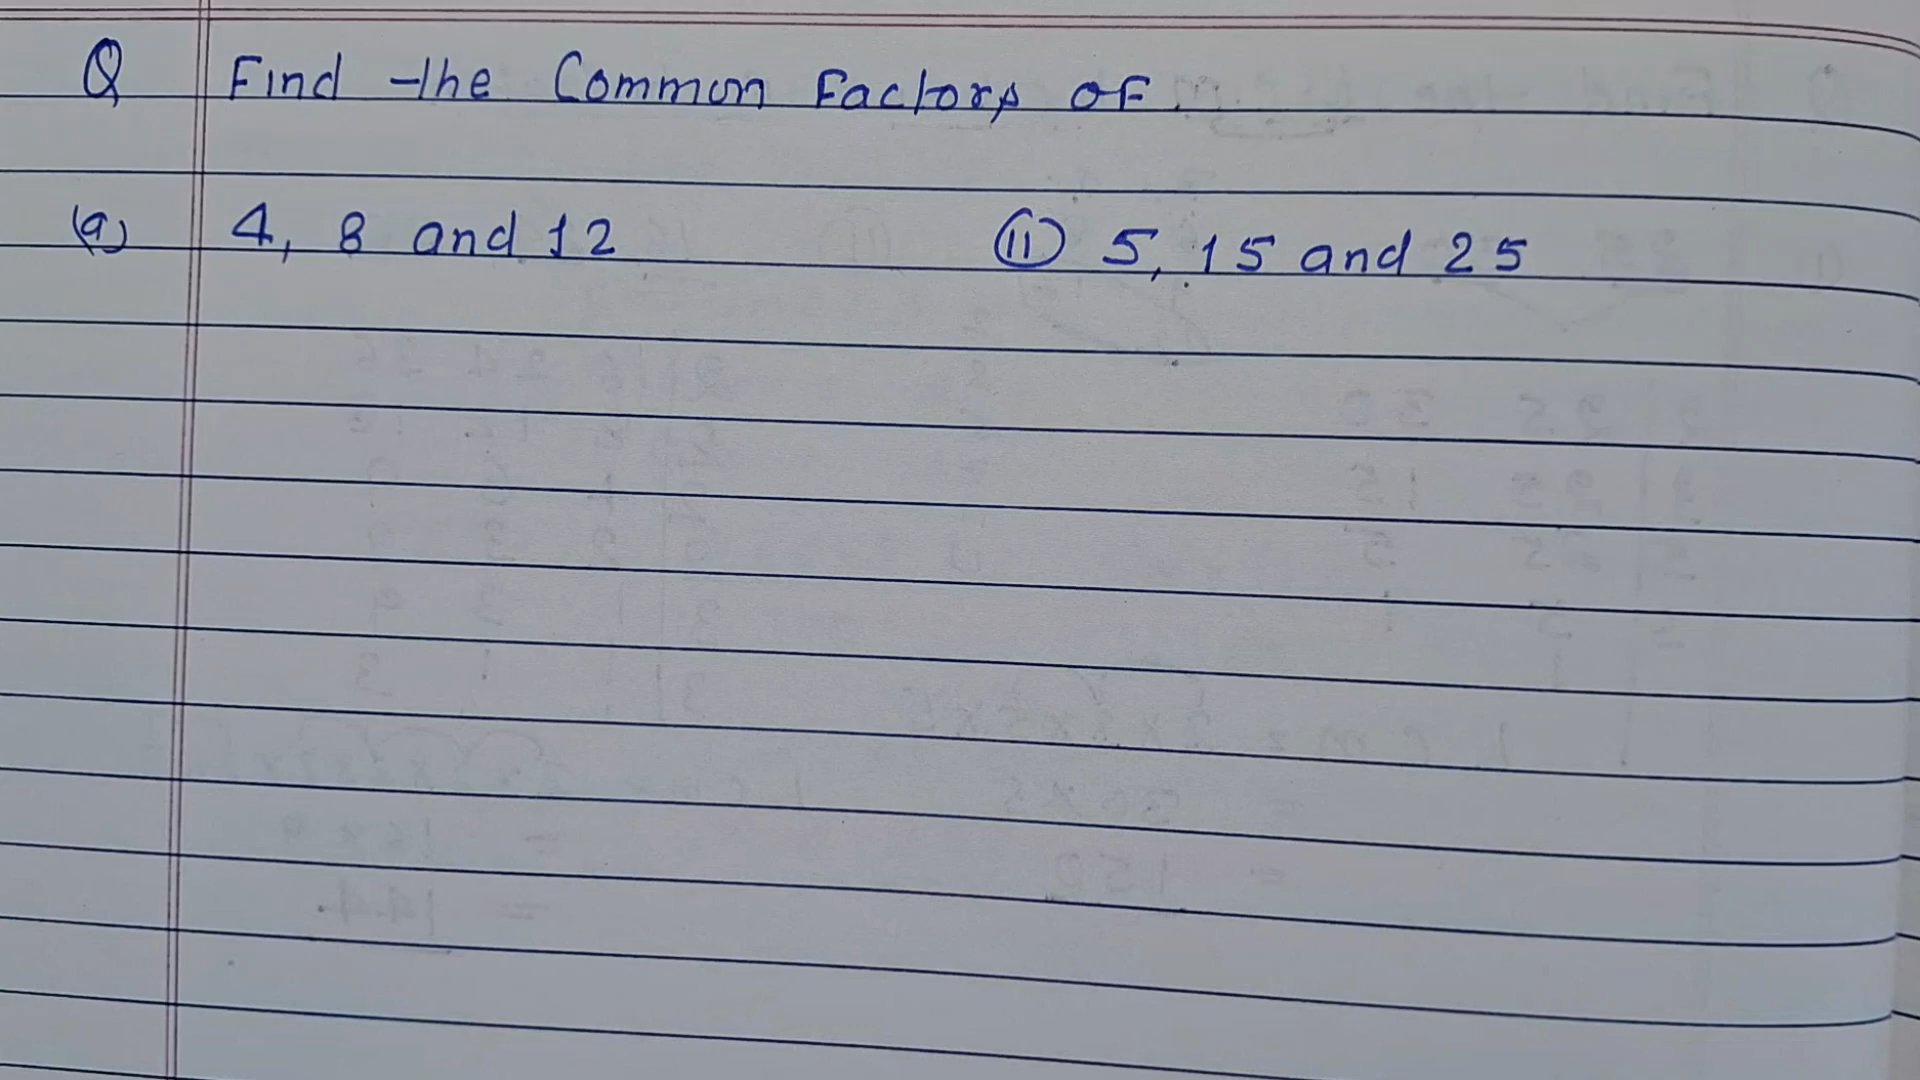 Q Find the Common Factors of
(a) 4, 8 and 12 (ii) 5, 15 and 25